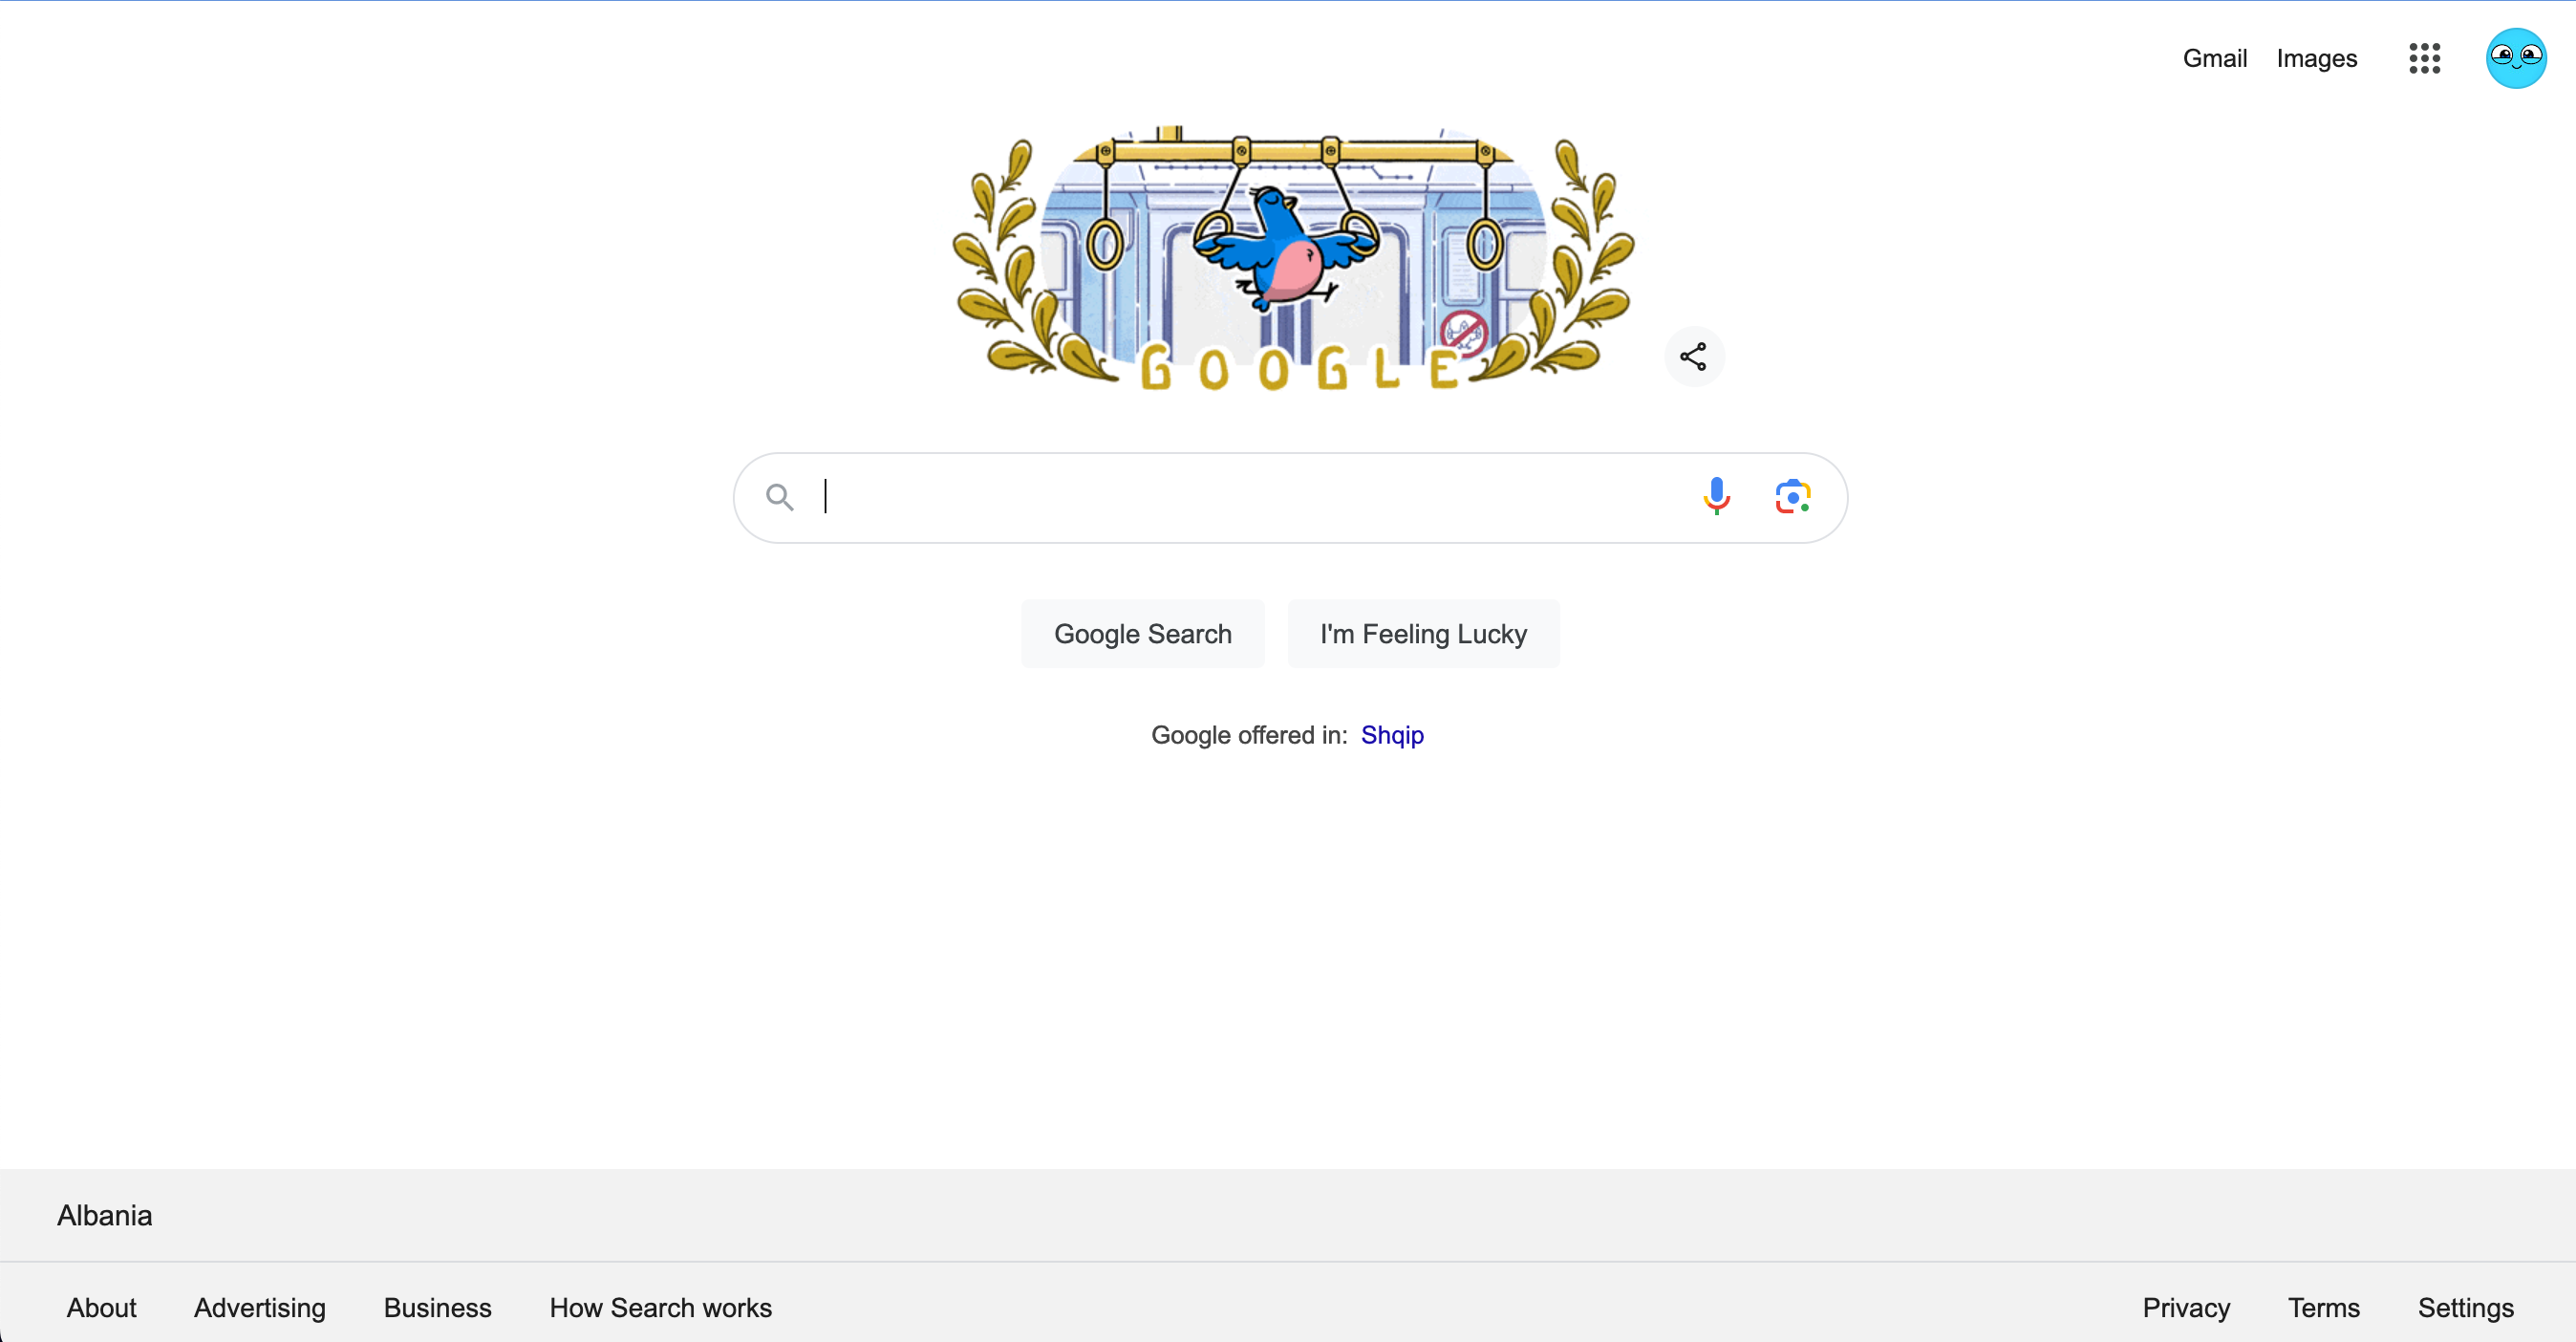 Gmail Images
GOOGLE
Google Search I'm Feeling Lucky
Google offered in: Shqip
Albania
About Advertising Business How Search works Privacy Terms Settings